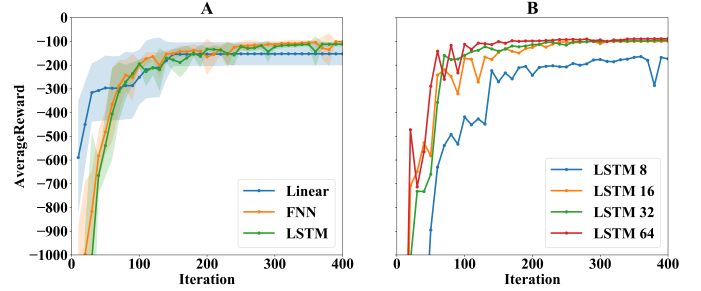 A
B
AverageReward
0
−100
−200
−300
−400
−500
−600
−700
−800
−900
−1000
0 100 200 300 400
Iteration
Linear
FNN
LSTM
0 100 200 300 400
Iteration
LSTM 8
LSTM 16
LSTM 32
LSTM 64